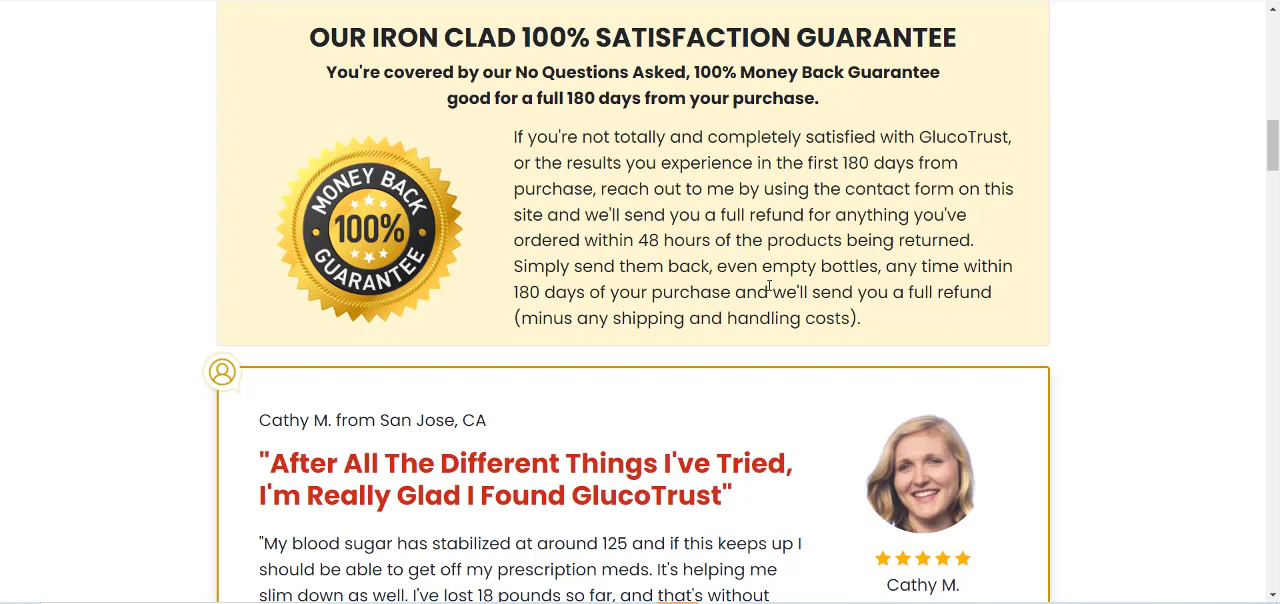 OUR IRON CLAD 100% SATISFACTION GUARANTEE
You're covered by our No Questions Asked, 100% Money Back Guarantee
good for a full 180 days from your purchase.
MONEY BACK
100%
GUARANTEE
If you're not totally and completely satisfied with GlucoTrust,
or the results you experience in the first 180 days from
purchase, reach out to me by using the contact form on this
site and we'll send you a full refund for anything you've
ordered within 48 hours of the products being returned.
Simply send them back, even empty bottles, any time within
180 days of your purchase and we'll send you a full refund
(minus any shipping and handling costs).
Cathy M. from San Jose, CA
"After All The Different Things I've Tried,
I'm Really Glad I Found GlucoTrust"
"My blood sugar has stabilized at around 125 and if this keeps up I
should be able to get off my prescription meds. It's helping me
slim down as well. I've lost 18 pounds so far, and that's without
Cathy M.